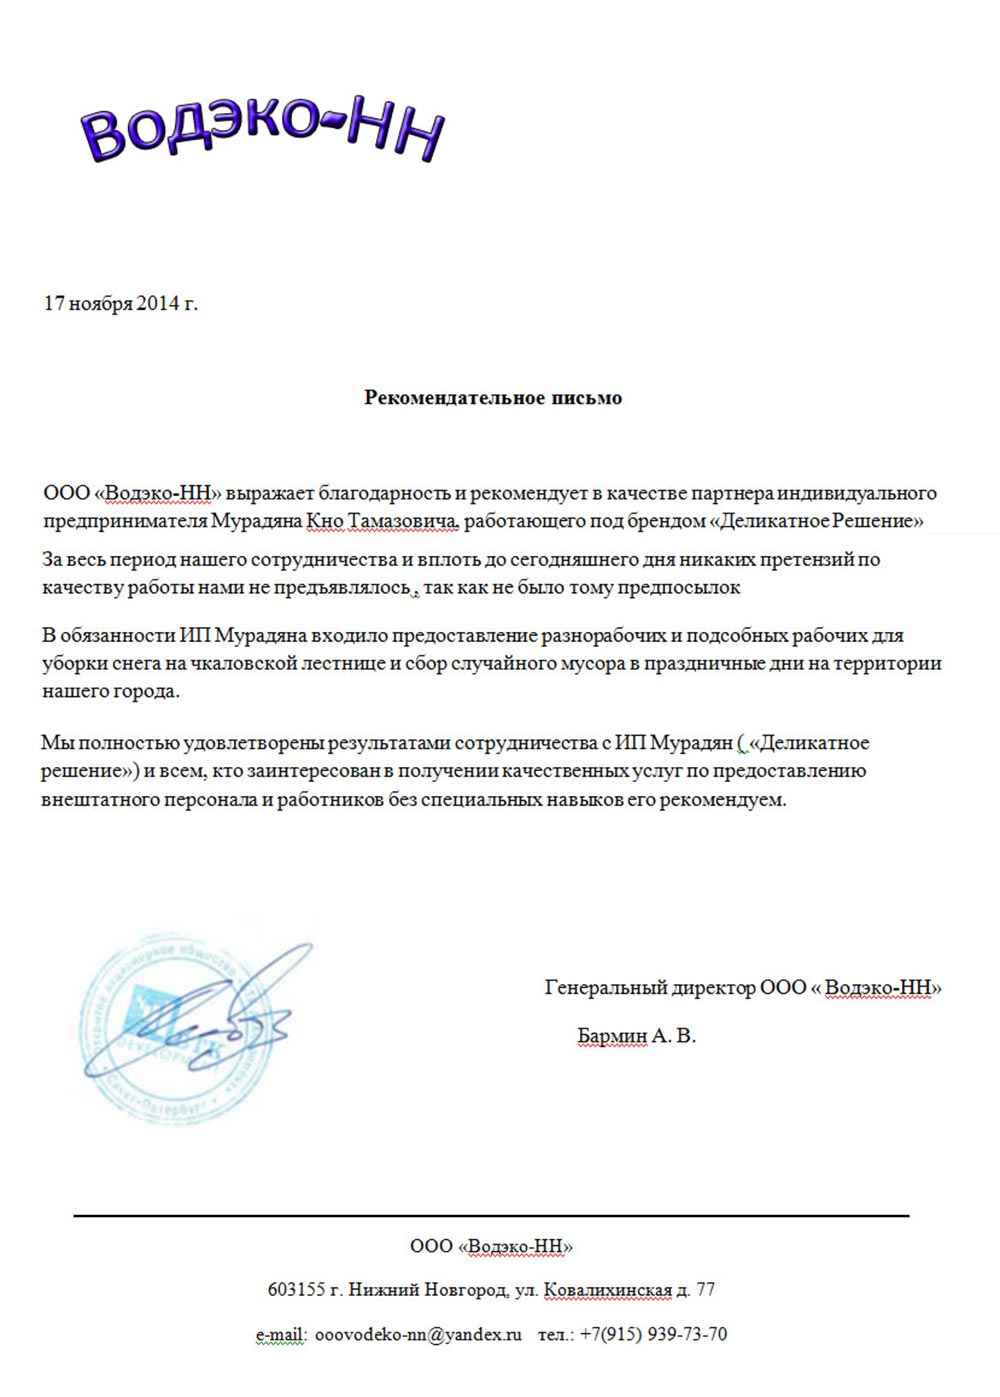 Водэко-НН
17 ноября 2014 г.
Рекомендательное письмо
ООО «Водэко-НН» выражает благодарность и рекомендует в качестве партнера индивидуального
предпринимателя Мурадяна Кно Тамазовича, работающего под брендом «Деликатное Решение»
За весь период нашего сотрудничества и вплоть до сегодняшнего дня никаких претензий по
качеству работы нами не предъявлялось , так как не было тому предпосылок
В обязанности ИП Мурадяна входило предоставление разнорабочих и подсобных рабочих для
уборки снега на чкаловской лестнице и сбор случайного мусора в праздничные дни на территории
нашего города.
Мы полностью удовлетворены результатами сотрудничества с ИП Мурадян ( «Деликатное
решение») и всем, кто заинтересован в получении качественных услуг по предоставлению
внештатного персонала и работников без специальных навыков его рекомендуем.
Открытое акционерное общество
DEVELOPMENT
Санкт-Петербург
Генеральный директор ООО « Водэко-НН»
Бармин А. В.
ООО «Водэко-НН»
603155 г. Нижний Новгород, ул. Ковалихинская д. 77
e-mail: ooovodeko-nn@yandex.ru тел.: +7(915) 939-73-70